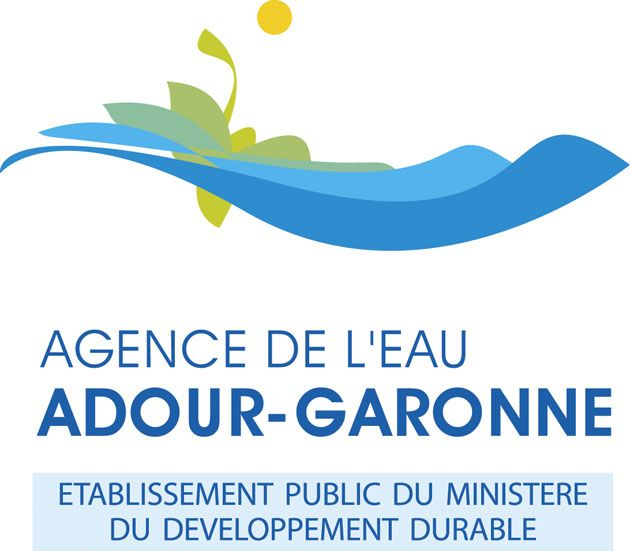 AGENCE DE L'EAU
ADOUR-GARONNE
ETABLISSEMENT PUBLIC DU MINISTERE
DU DEVELOPPEMENT DURABLE